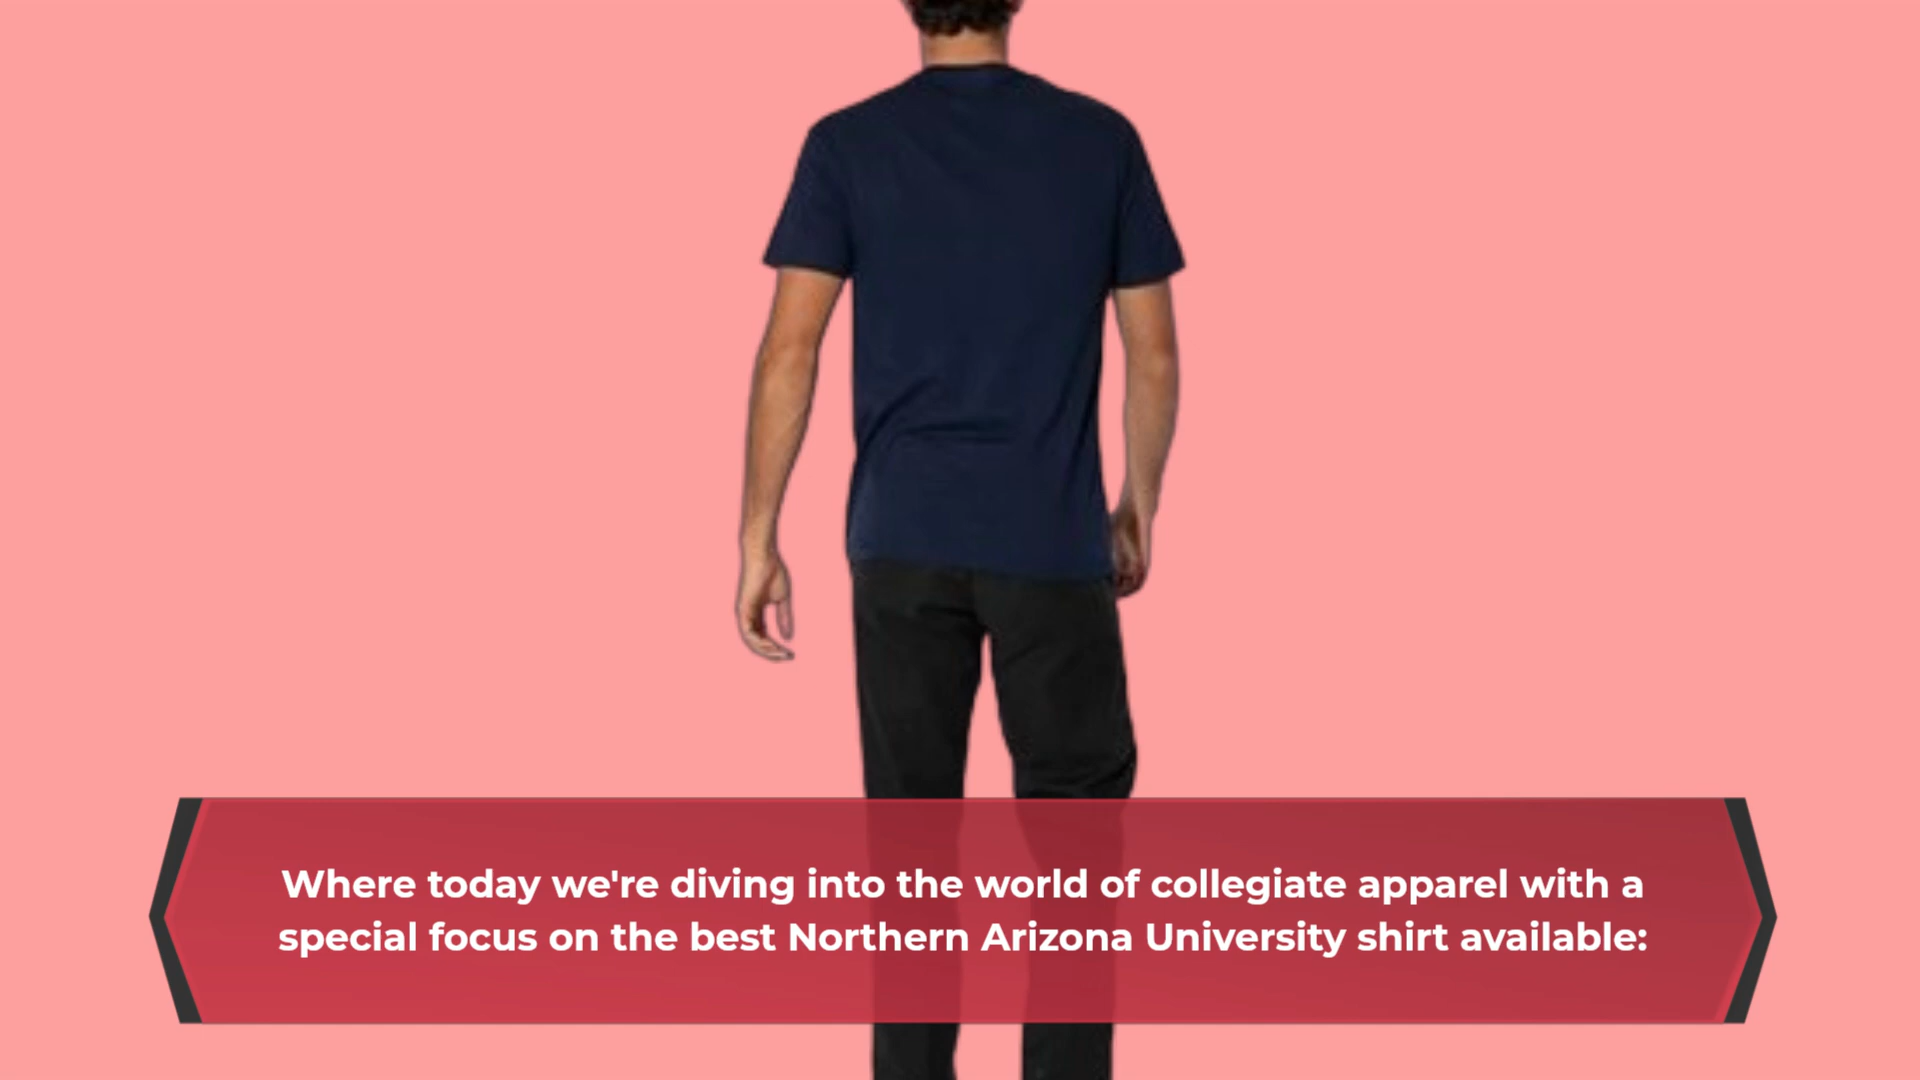 Where today we're diving into the world of collegiate apparel with a
special focus on the best Northern Arizona University shirt available: